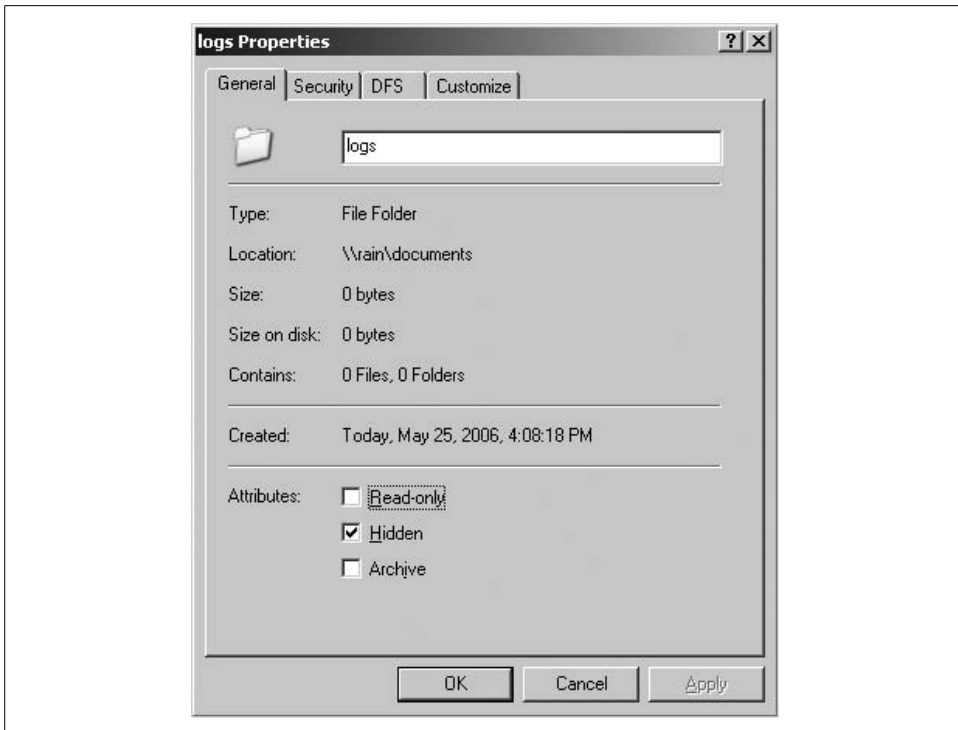 logs Properties
General Security DFS Customize
logs
Type: File Folder
Location: \\rain\documents
Size: 0 bytes
Size on disk: 0 bytes
Contains: 0 Files, 0 Folders
Created: Today, May 25, 2006, 4:08:18 PM
Attributes: Read-only
Hidden
Archive
OK Cancel Apply